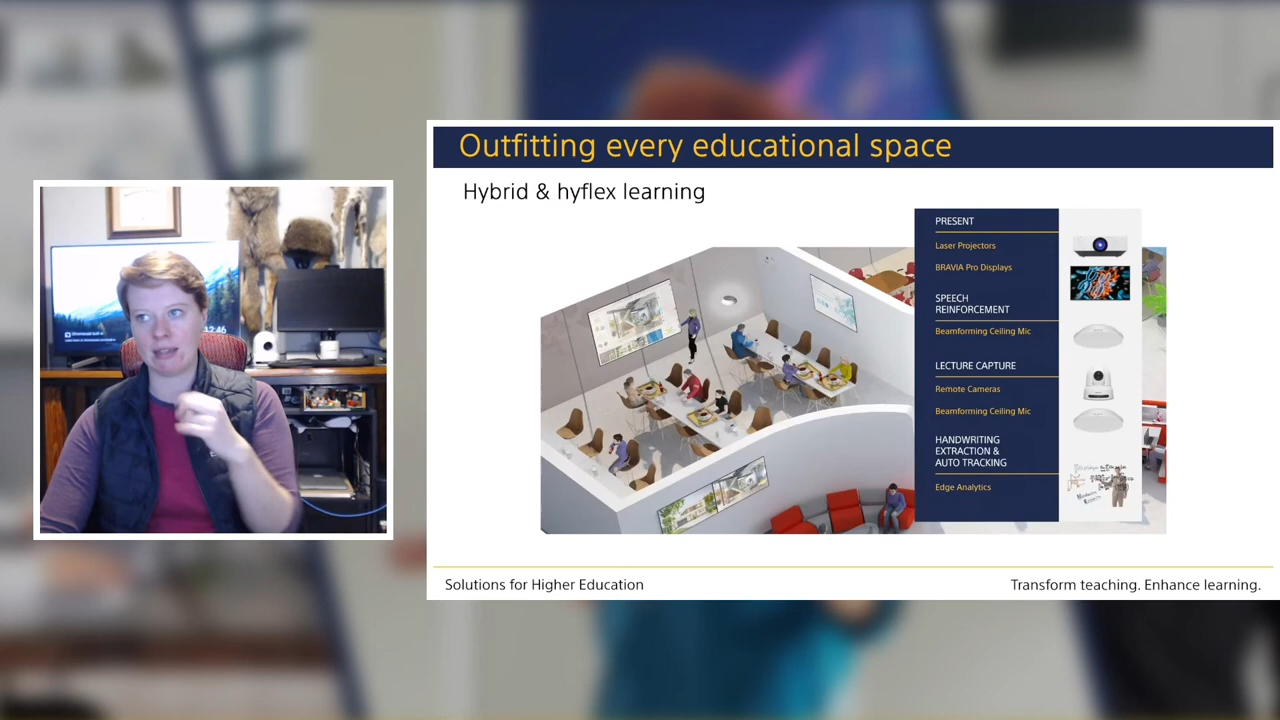 Outfitting every educational space
Hybrid & hyflex learning
PRESENT
Laser Projectors
BRAVIA Pro Displays
SPEECH
REINFORCEMENT
Beamforming Ceiling Mic
LECTURE CAPTURE
Remote Cameras
Beamforming Ceiling Mic
HANDWRITING
EXTRACTION &
AUTO TRACKING
Edge Analytics
Solutions for Higher Education
Transform teaching. Enhance learning.
12:46